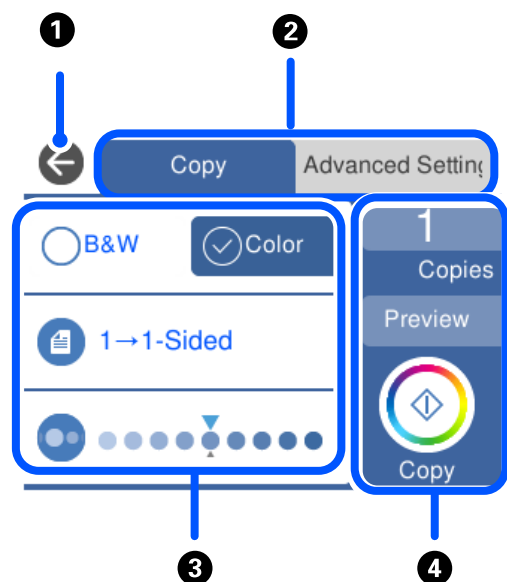 1 2
Copy Advanced Setting
B&W Color
1
Copies
1→1-Sided
Preview
Copy
3 4